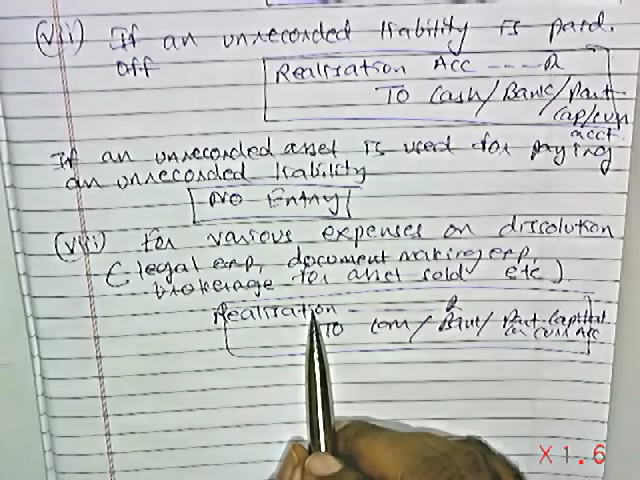 (vii) If an unrecorded liability is paid.
off
Realisation Acc ---- Dr
To Cash/Bank/Part
cap/curr
acct.
If an unrecorded asset is used for paying
an unrecorded liability
No Entry
(viii) for various expenses on dissolution
(legal exp, document making exp,
brokerage for asset sold etc)
Realisation ---- Dr
To Cash/Bank/Part. Capital
or curr Acc
X1.6